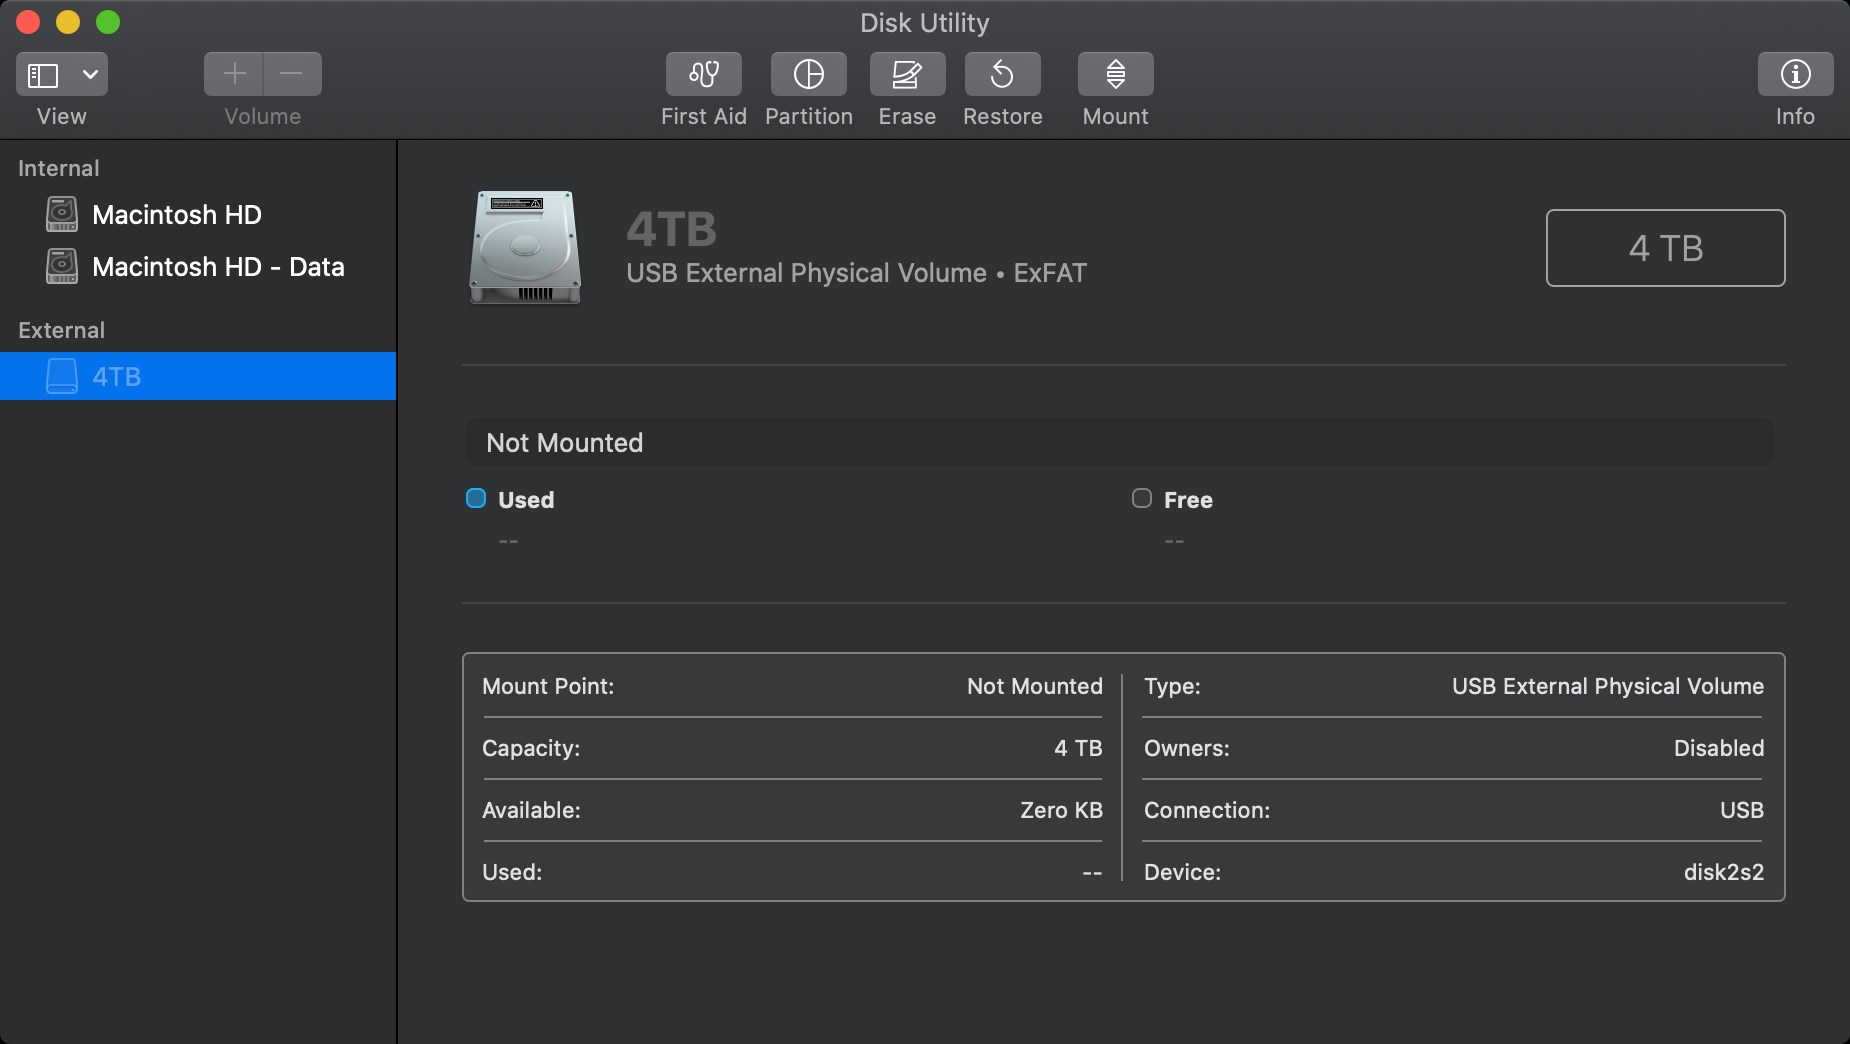 Disk Utility
View
Volume
First Aid
Partition
Erase
Restore
Mount
Info
Internal
Macintosh HD
Macintosh HD - Data
External
4TB
4TB
USB External Physical Volume • ExFAT
4 TB
Not Mounted
Used
--
Free
--
Mount Point: Not Mounted
Capacity: 4 TB
Available: Zero KB
Used: --
Type: USB External Physical Volume
Owners: Disabled
Connection: USB
Device: disk2s2